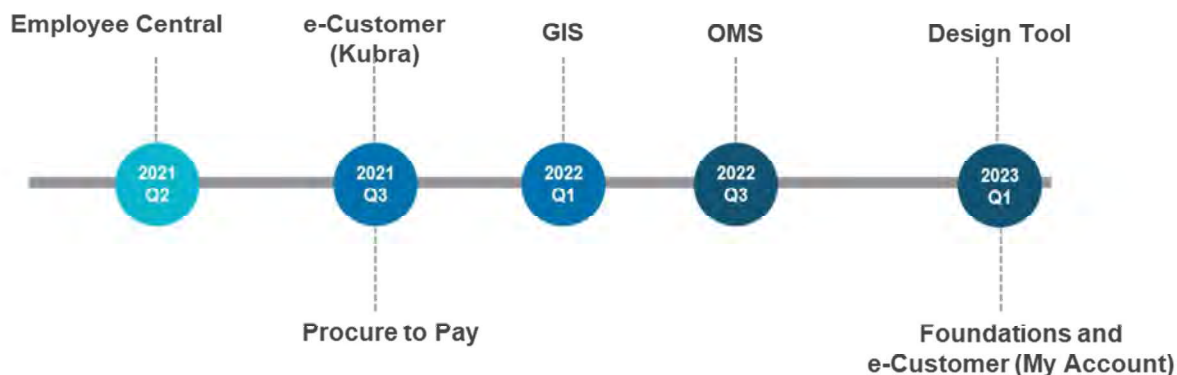 Employee Central
e-Customer
(Kubra)
GIS
OMS
Design Tool
2021
Q2
2021
Q3
2022
Q1
2022
Q3
2023
Q1
Procure to Pay
Foundations and
e-Customer (My Account)